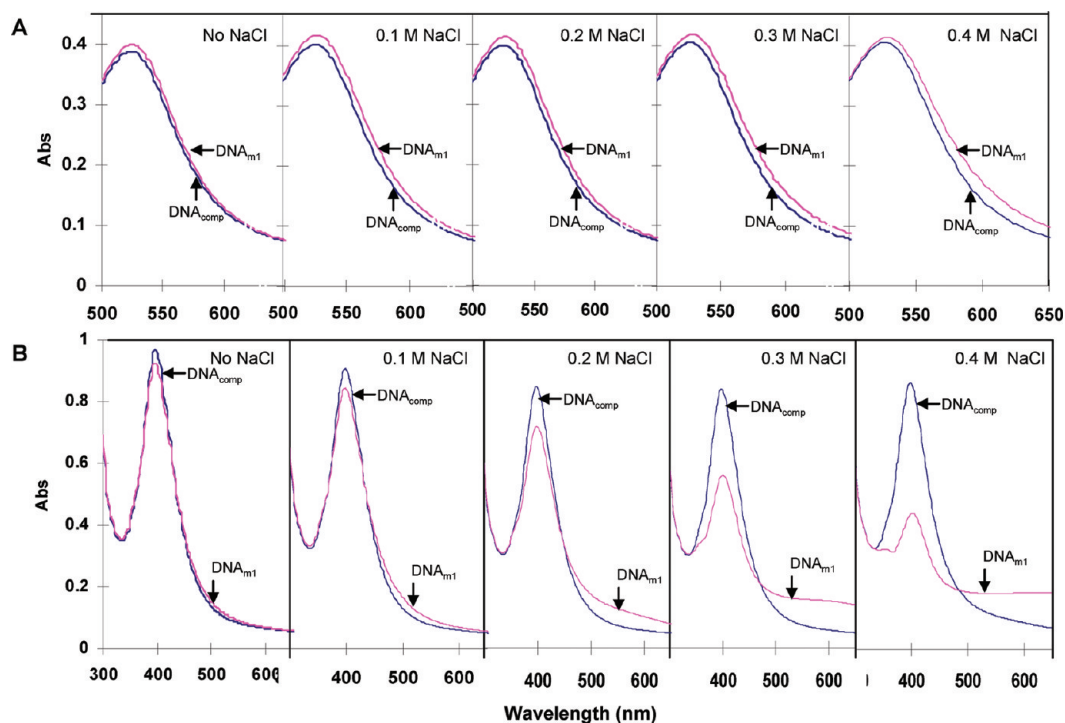 A
No NaCl
0.1 M NaCl
0.2 M NaCl
0.3 M NaCl
0.4 M NaCl
Abs
0.4
0.3
0.2
0.1
0
DNAm1
DNAcomp
DNAm1
DNAcomp
DNAm1
DNAcomp
DNAm1
DNAcomp
DNAm1
DNAcomp
500 550 600 500 550 600 500 550 600 500 550 600 500 550 600 650
B
No NaCl
0.1 M NaCl
0.2 M NaCl
0.3 M NaCl
0.4 M NaCl
Abs
1
0.8
0.6
0.4
0.2
0
DNAcomp
DNAm1
DNAcomp
DNAm1
DNAcomp
DNAm1
DNAcomp
DNAm1
DNAcomp
DNAm1
300 400 500 600 400 500 600 400 500 600 400 500 600 400 500 600
Wavelength (nm)